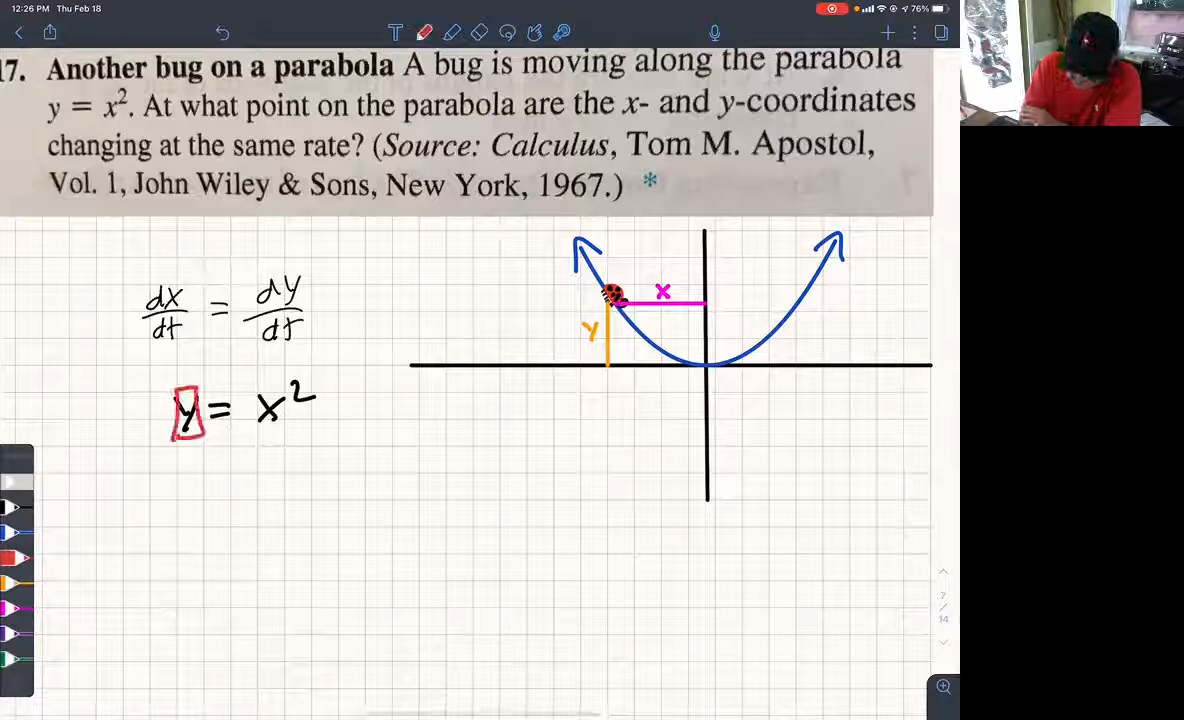 12:26 PM Thu Feb 18
76%
17. Another bug on a parabola A bug is moving along the parabola
y = x². At what point on the parabola are the x- and y-coordinates
changing at the same rate? (Source: Calculus, Tom M. Apostol,
Vol. 1, John Wiley & Sons, New York, 1967.) *
dx/dt = dy/dt
y = x²
x
y
7
/
14